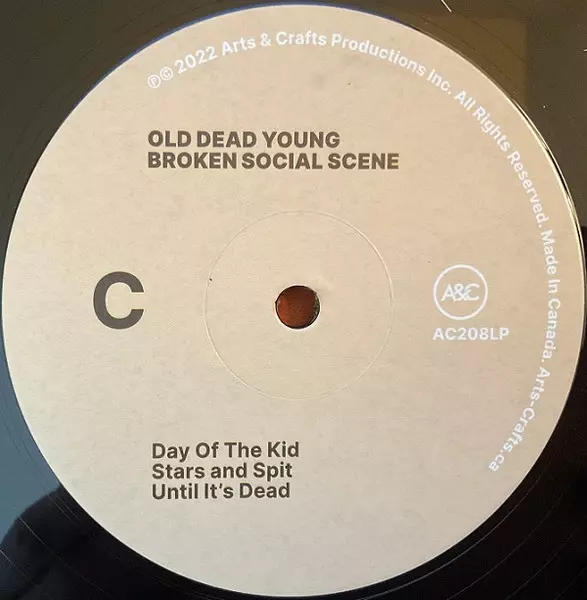 ℗© 2022 Arts & Crafts Productions Inc. All Rights Reserved. Made In Canada. Arts-Crafts.ca
OLD DEAD YOUNG
BROKEN SOCIAL SCENE
C
A&C
AC208LP
Day Of The Kid
Stars and Spit
Until It's Dead